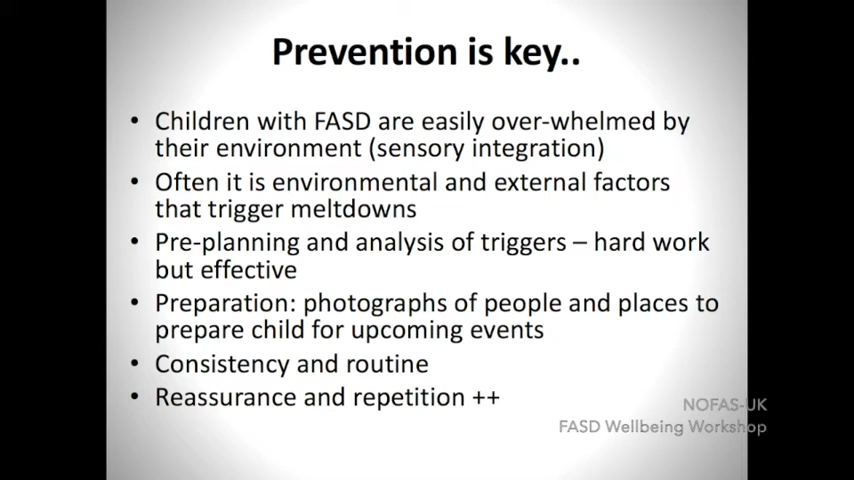 Prevention is key..
• Children with FASD are easily over-whelmed by
their environment (sensory integration)
• Often it is environmental and external factors
that trigger meltdowns
• Pre-planning and analysis of triggers – hard work
but effective
• Preparation: photographs of people and places to
prepare child for upcoming events
• Consistency and routine
• Reassurance and repetition ++
NOFAS-UK
FASD Wellbeing Workshop